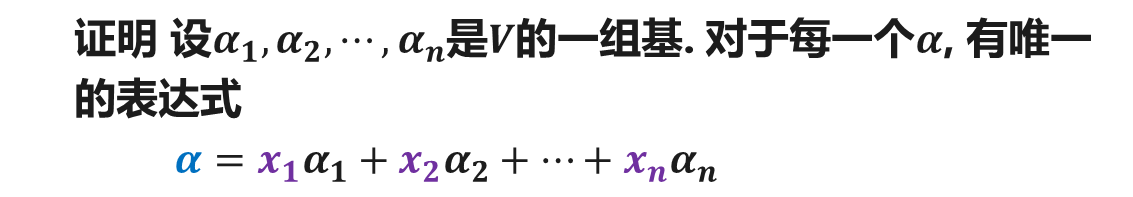 证明 设α₁,α₂,⋯,αₙ是V的一组基. 对于每一个α, 有唯一
的表达式
α = x₁α₁ + x₂α₂ + ⋯+ xₙαₙ